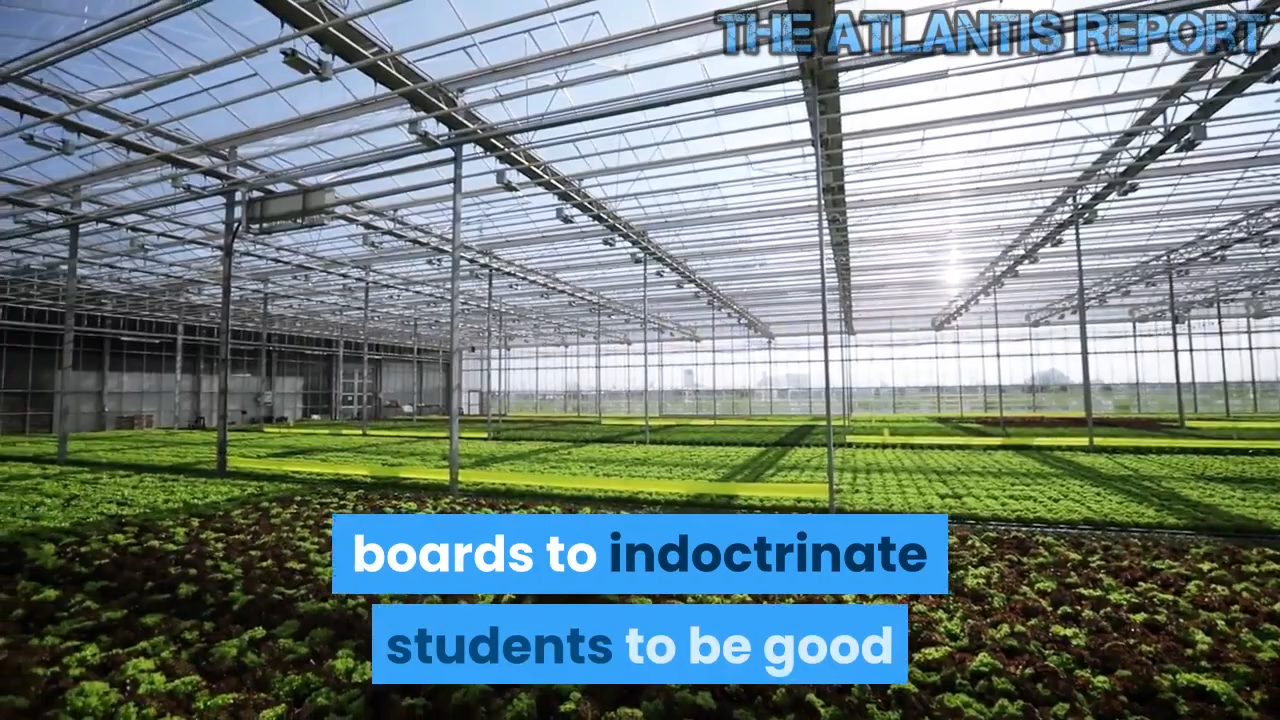 THE ATLANTIS REPORT
boards to indoctrinate
students to be good